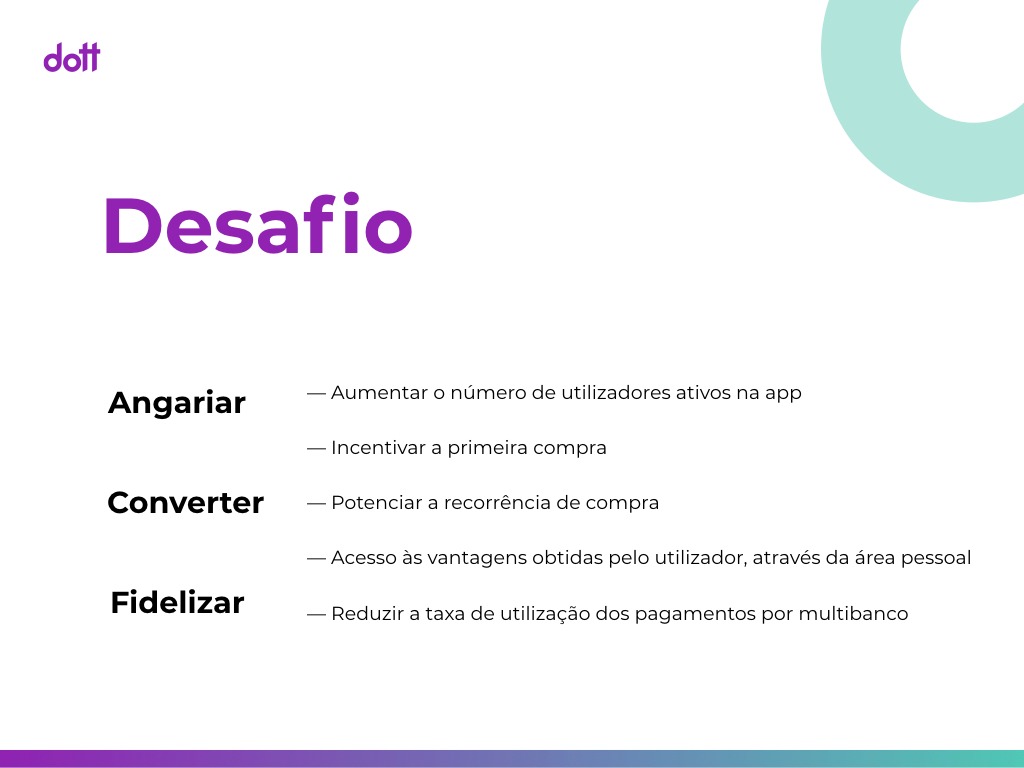 dott
Desafio
Angariar
— Aumentar o número de utilizadores ativos na app
— Incentivar a primeira compra
Converter
— Potenciar a recorrência de compra
— Acesso às vantagens obtidas pelo utilizador, através da área pessoal
Fidelizar
— Reduzir a taxa de utilização dos pagamentos por multibanco